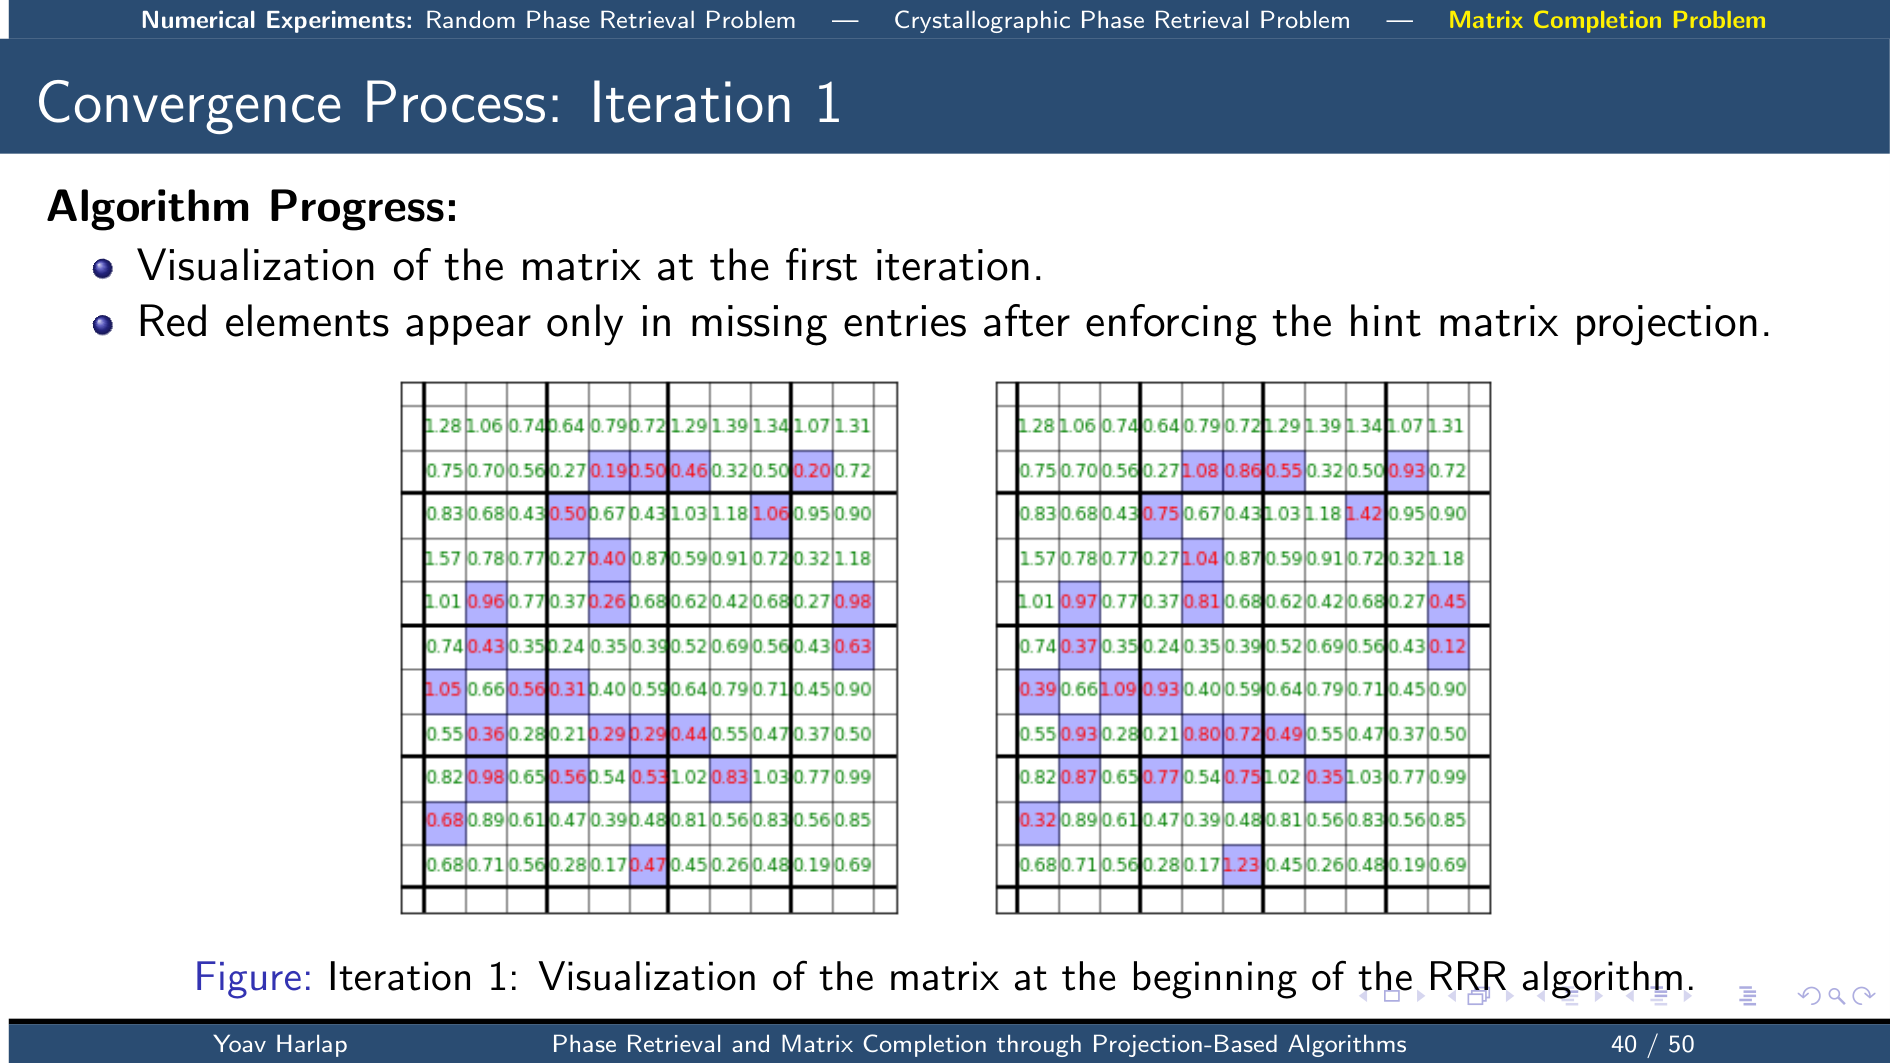 Numerical Experiments: Random Phase Retrieval Problem — Crystallographic Phase Retrieval Problem — Matrix Completion Problem
Convergence Process: Iteration 1
Algorithm Progress:
Visualization of the matrix at the first iteration.
Red elements appear only in missing entries after enforcing the hint matrix projection.
1.28 1.06 0.74 0.64 0.79 0.72 1.29 1.39 1.34 1.07 1.31
0.75 0.70 0.56 0.27 0.19 0.50 0.46 0.32 0.50 0.20 0.72
0.83 0.68 0.43 0.50 0.67 0.43 1.03 1.18 1.06 0.95 0.90
1.57 0.78 0.77 0.27 0.40 0.87 0.59 0.91 0.72 0.32 1.18
1.01 0.96 0.77 0.37 0.26 0.68 0.62 0.42 0.68 0.27 0.98
0.74 0.43 0.35 0.24 0.35 0.39 0.52 0.69 0.56 0.43 0.63
1.05 0.66 0.56 0.31 0.40 0.59 0.64 0.79 0.71 0.45 0.90
0.55 0.36 0.28 0.21 0.29 0.29 0.44 0.55 0.47 0.37 0.50
0.82 0.98 0.65 0.56 0.54 0.53 1.02 0.83 1.03 0.77 0.99
0.68 0.89 0.61 0.47 0.39 0.48 0.81 0.56 0.83 0.56 0.85
0.68 0.71 0.56 0.28 0.17 0.47 0.45 0.26 0.48 0.19 0.69
1.28 1.06 0.74 0.64 0.79 0.72 1.29 1.39 1.34 1.07 1.31
0.75 0.70 0.56 0.27 1.08 0.86 0.55 0.32 0.50 0.93 0.72
0.83 0.68 0.43 0.75 0.67 0.43 1.03 1.18 1.42 0.95 0.90
1.57 0.78 0.77 0.27 1.04 0.87 0.59 0.91 0.72 0.32 1.18
1.01 0.97 0.77 0.37 0.81 0.68 0.62 0.42 0.68 0.27 0.45
0.74 0.37 0.35 0.24 0.35 0.39 0.52 0.69 0.56 0.43 0.12
0.39 0.66 1.09 0.93 0.40 0.59 0.64 0.79 0.71 0.45 0.90
0.55 0.93 0.28 0.21 0.80 0.72 0.49 0.55 0.47 0.37 0.50
0.82 0.87 0.65 0.77 0.54 0.75 1.02 0.35 1.03 0.77 0.99
0.32 0.89 0.61 0.47 0.39 0.48 0.81 0.56 0.83 0.56 0.85
0.68 0.71 0.56 0.28 0.17 1.23 0.45 0.26 0.48 0.19 0.69
Figure: Iteration 1: Visualization of the matrix at the beginning of the RRR algorithm.
Yoav Harlap Phase Retrieval and Matrix Completion through Projection-Based Algorithms 40 / 50